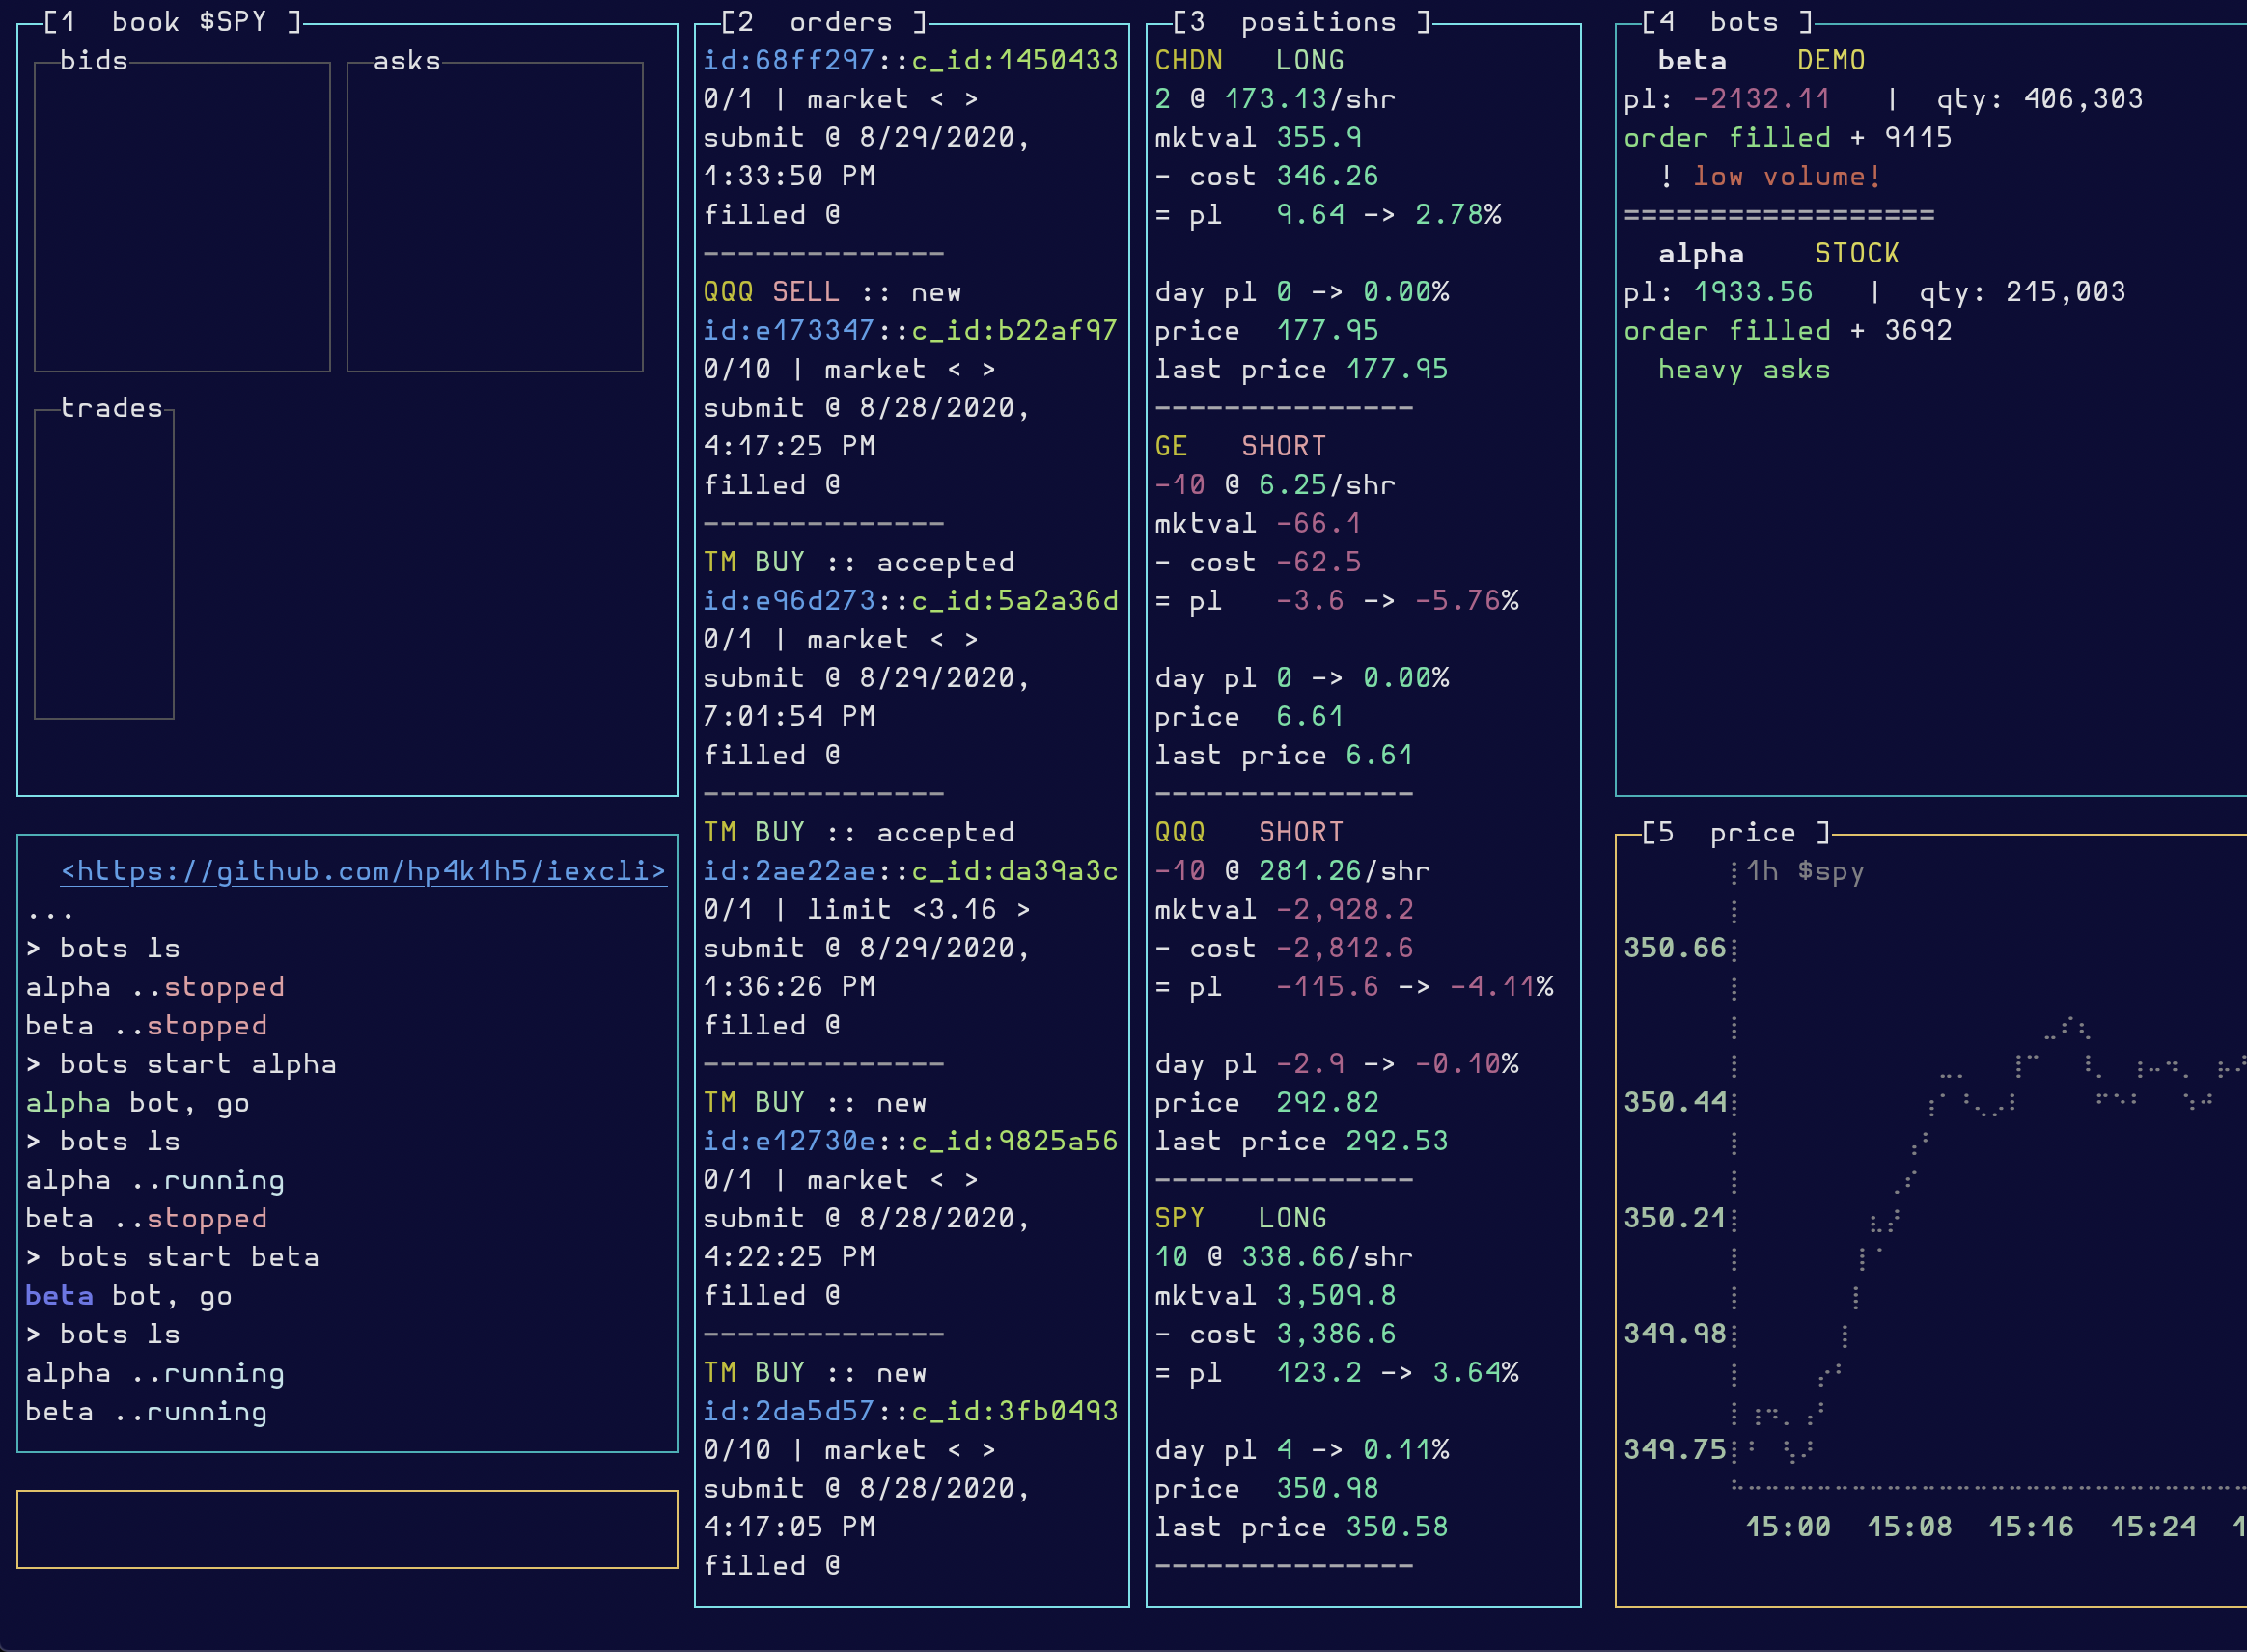 [1  book $SPY ]
bids
asks
trades
<https://github.com/hp4k1h5/iexcli>
...
> bots ls
alpha ..stopped
beta ..stopped
> bots start alpha
alpha bot, go
> bots ls
alpha ..running
beta ..stopped
> bots start beta
beta bot, go
> bots ls
alpha ..running
beta ..running
[2  orders ]
id:68ff297::c_id:1450433
0/1 | market < >
submit @ 8/29/2020,
1:33:50 PM
filled @
--------------
QQQ SELL :: new
id:e173347::c_id:b22af97
0/10 | market < >
submit @ 8/28/2020,
4:17:25 PM
filled @
--------------
TM BUY :: accepted
id:e96d273::c_id:5a2a36d
0/1 | market < >
submit @ 8/29/2020,
7:01:54 PM
filled @
--------------
TM BUY :: accepted
id:2ae22ae::c_id:da39a3c
0/1 | limit <3.16 >
submit @ 8/29/2020,
1:36:26 PM
filled @
--------------
TM BUY :: new
id:e12730e::c_id:9825a56
0/1 | market < >
submit @ 8/28/2020,
4:22:25 PM
filled @
--------------
TM BUY :: new
id:2da5d57::c_id:3fb0493
0/10 | market < >
submit @ 8/28/2020,
4:17:05 PM
filled @
[3  positions ]
CHDN   LONG
2 @ 173.13/shr
mktval 355.9
- cost 346.26
= pl   9.64 -> 2.78%
day pl 0 -> 0.00%
price  177.95
last price 177.95
---------------
GE   SHORT
-10 @ 6.25/shr
mktval -66.1
- cost -62.5
= pl   -3.6 -> -5.76%
day pl 0 -> 0.00%
price  6.61
last price 6.61
---------------
QQQ   SHORT
-10 @ 281.26/shr
mktval -2,928.2
- cost -2,812.6
= pl   -115.6 -> -4.11%
day pl -2.9 -> -0.10%
price  292.82
last price 292.53
---------------
SPY   LONG
10 @ 338.66/shr
mktval 3,509.8
- cost 3,386.6
= pl   123.2 -> 3.64%
day pl 4 -> 0.11%
price  350.98
last price 350.58
---------------
[4  bots ]
beta    DEMO
pl: -2132.11   |  qty: 406,303
order filled + 9115
! low volume!
==================
alpha    STOCK
pl: 1933.56   |  qty: 215,003
order filled + 3692
heavy asks
[5  price ]
1h $spy
350.66
350.44
350.21
349.98
349.75
15:00  15:08  15:16  15:24  1